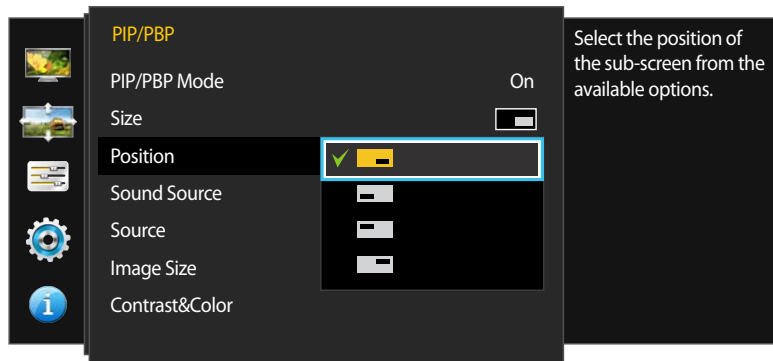 PIP/PBP
PIP/PBP Mode On
Size
Position
Sound Source
Source
Image Size
Contrast&Color
Select the position of
the sub-screen from the
available options.